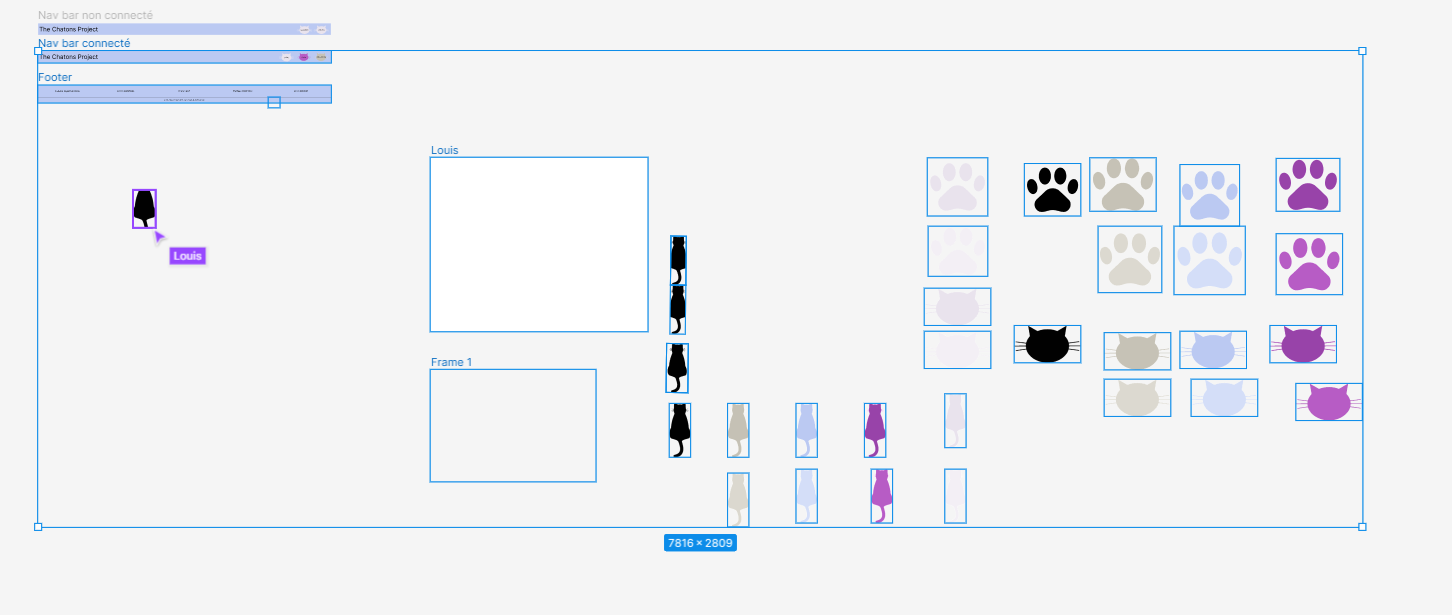 Nav bar non connecté
The Chatons Project
Nav bar connecté
The Chatons Project
Footer
Louis
Louis
Frame 1
7816 × 2809